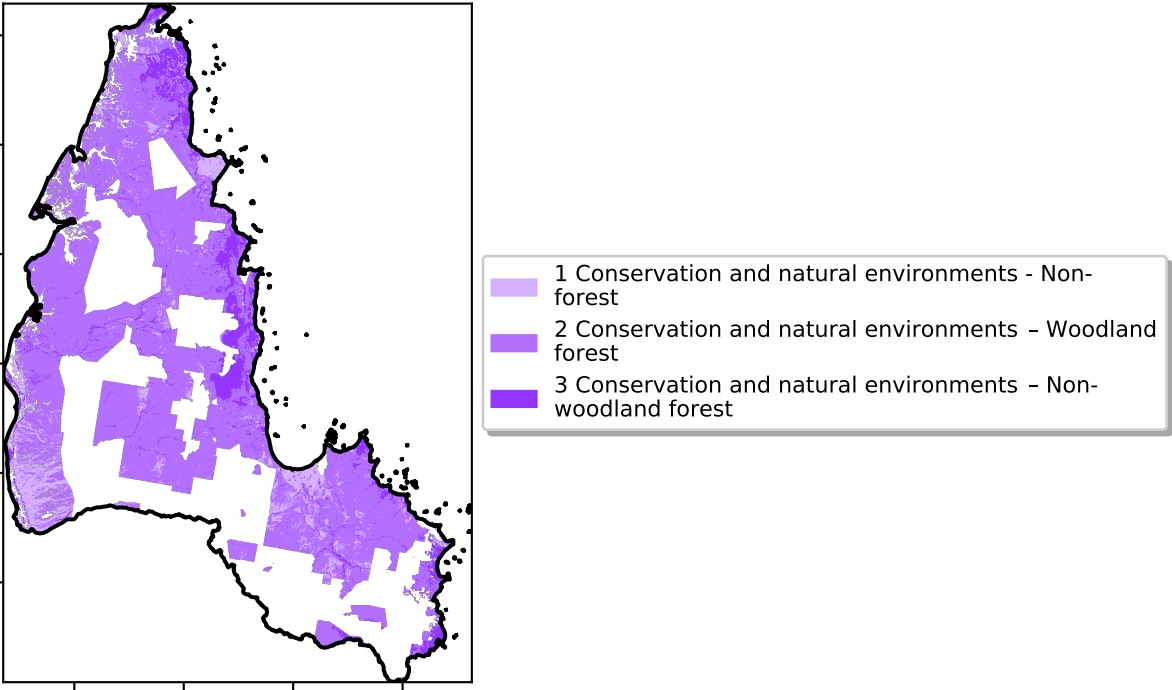 1 Conservation and natural environments - Non-
forest
2 Conservation and natural environments – Woodland
forest
3 Conservation and natural environments – Non-
woodland forest